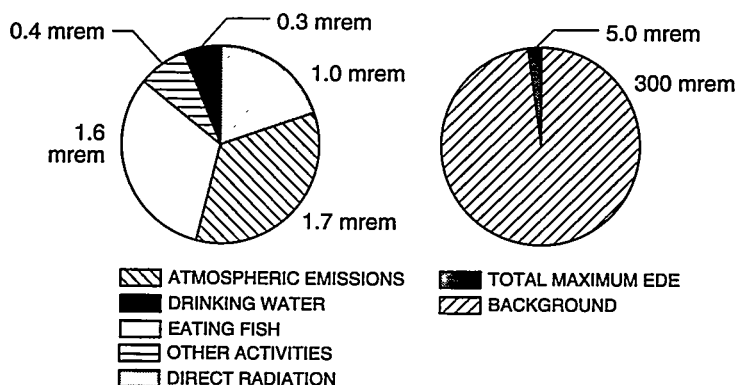 0.4 mrem
0.3 mrem
1.0 mrem
1.6
mrem
1.7 mrem
5.0 mrem
300 mrem
ATMOSPHERIC EMISSIONS
DRINKING WATER
EATING FISH
OTHER ACTIVITIES
DIRECT RADIATION
TOTAL MAXIMUM EDE
BACKGROUND